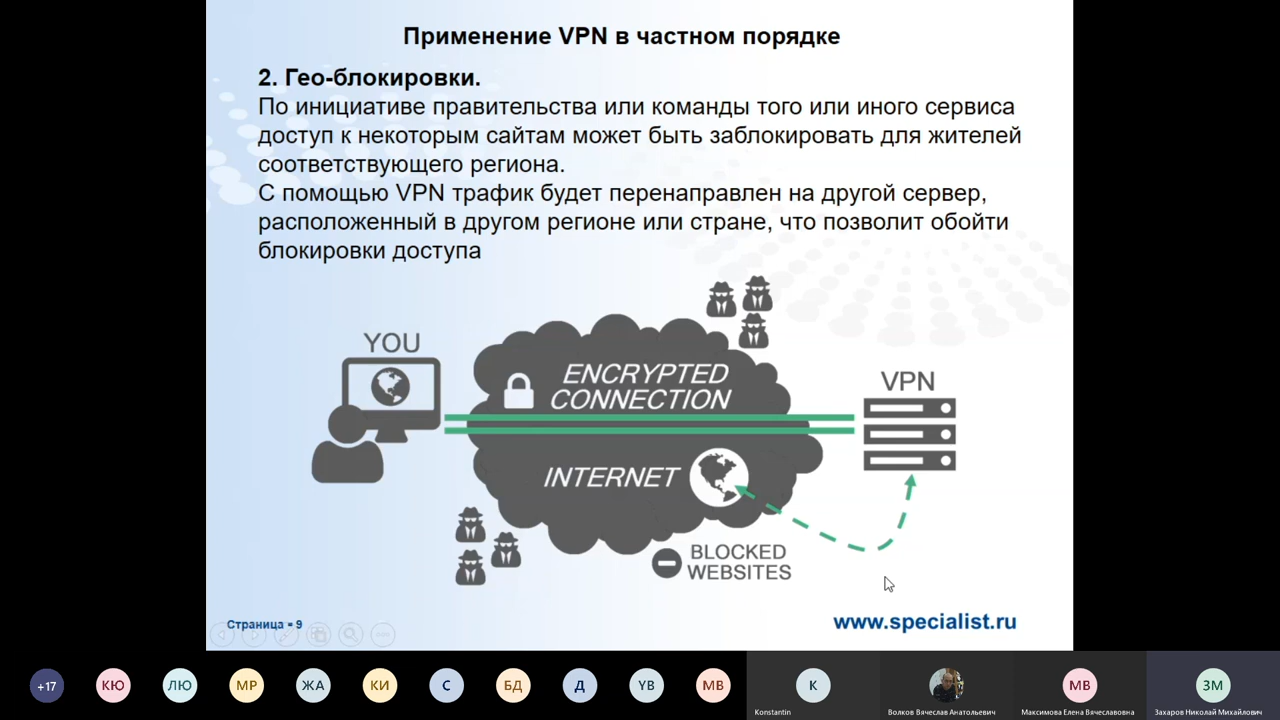 Применение VPN в частном порядке
2. Гео-блокировки.
По инициативе правительства или команды того или иного сервиса
доступ к некоторым сайтам может быть заблокировать для жителей
соответствующего региона.
С помощью VPN трафик будет перенаправлен на другой сервер,
расположенный в другом регионе или стране, что позволит обойти
блокировки доступа
YOU
ENCRYPTED
CONNECTION
VPN
INTERNET
BLOCKED
WEBSITES
Страница - 9
www.specialist.ru
+17
КЮ
ЛЮ
МР
ЖА
КИ
С
БД
Д
YB
МВ
K
МВ
ЗМ
Konstantin
Волков Вячеслав Анатольевич
Максимова Елена Вячеславовна
Захаров Николай Михайлович